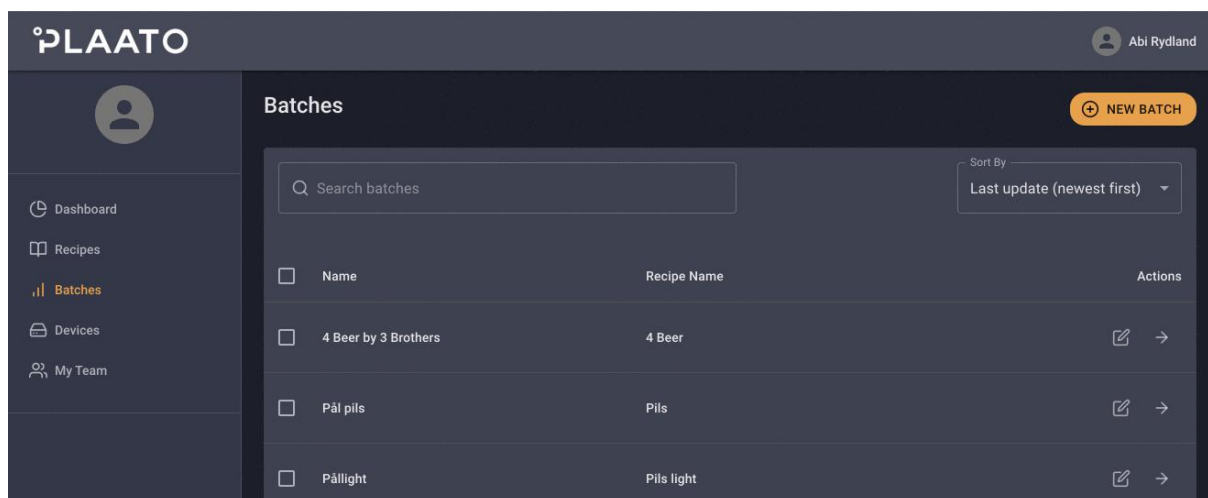 PLAATO
Abi Rydland
Dashboard
Recipes
Batches
Devices
My Team
Batches
NEW BATCH
Search batches
Sort By
Last update (newest first)
Name Recipe Name Actions
4 Beer by 3 Brothers 4 Beer
Pål pils Pils
Pållight Pils light